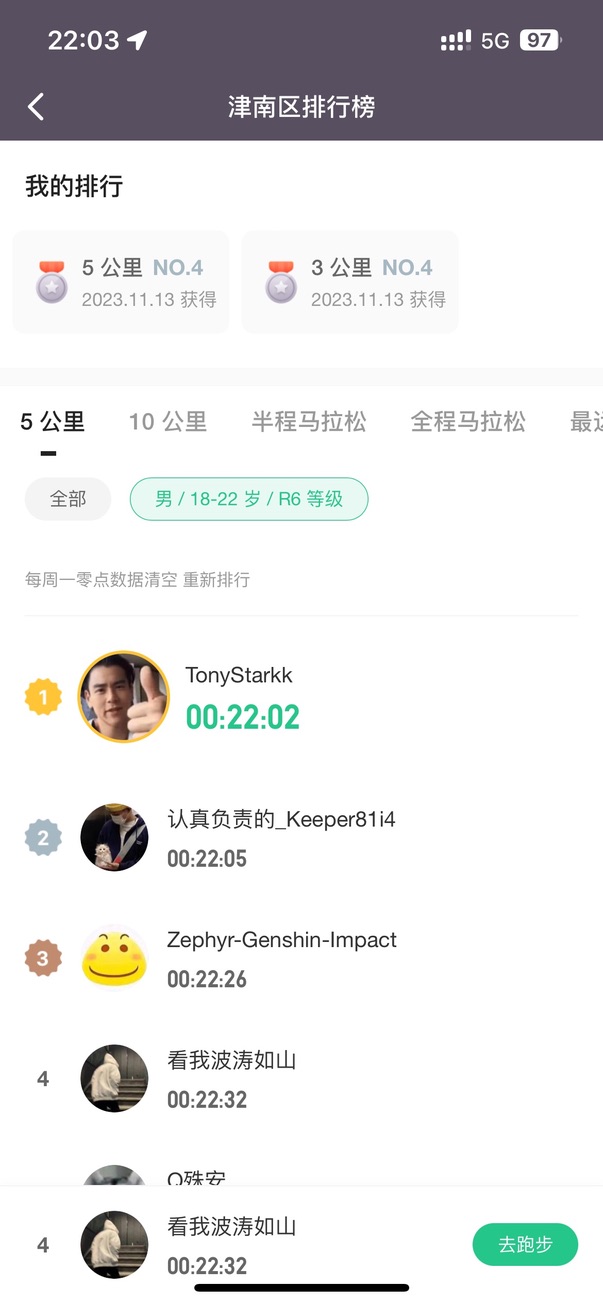 22:03 5G 97
津南区排行榜
我的排行
5 公里 NO.4
2023.11.13 获得
3 公里 NO.4
2023.11.13 获得
5 公里 10 公里 半程马拉松 全程马拉松 最
全部 男 / 18-22 岁 / R6 等级
每周一零点数据清空 重新排行
1 TonyStarkk
00:22:02
2 认真负责的_Keeper81i4
00:22:05
3 Zephyr-Genshin-Impact
00:22:26
4 看我波涛如山
00:22:32
4 看我波涛如山
00:22:32
去跑步